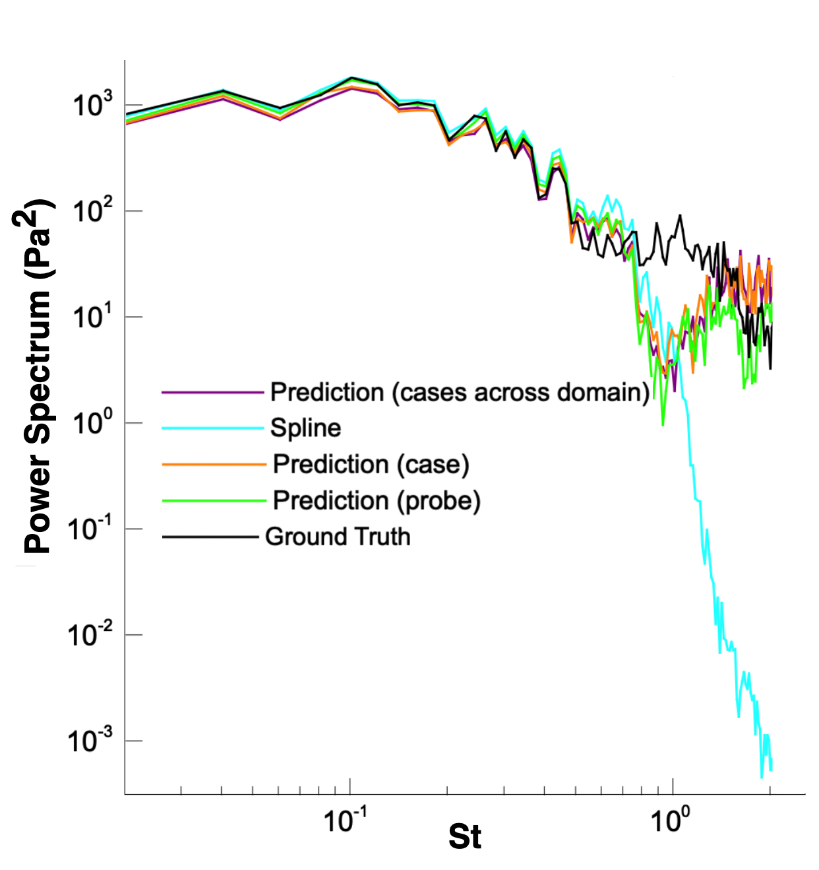 10³
10²
10¹
10⁰
10⁻¹
10⁻²
10⁻³
Power Spectrum (Pa²)
Prediction (cases across domain)
Spline
Prediction (case)
Prediction (probe)
Ground Truth
10⁻¹
10⁰
St